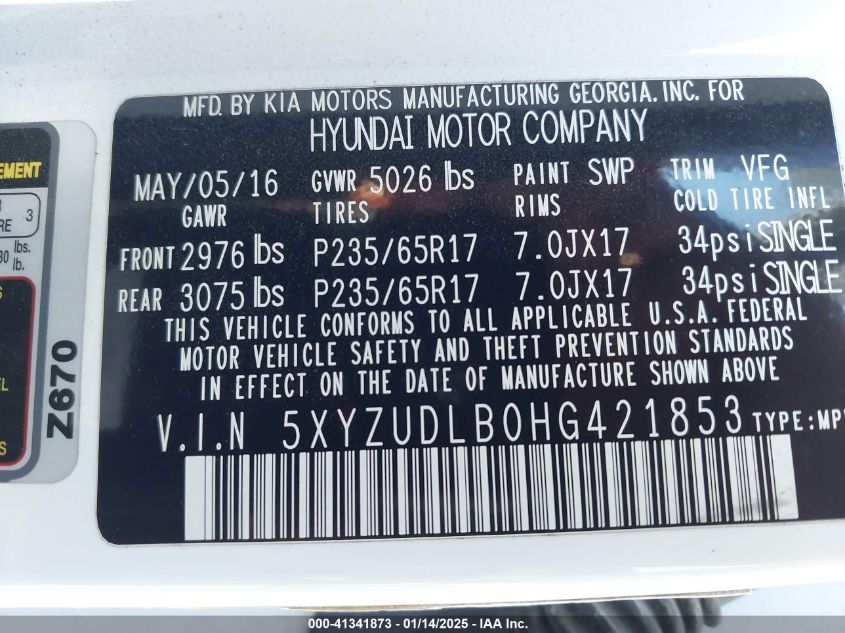 MFD. BY KIA MOTORS MANUFACTURING GEORGIA. INC. FOR
HYUNDAI MOTOR COMPANY
MAY/05/16 GVWR 5026 lbs PAINT SWP TRIM VFG
GAWR TIRES RIMS COLD TIRE INFL
FRONT 2976 lbs P235/65R17 7.0JX17 34psi SINGLE
REAR 3075 lbs P235/65R17 7.0JX17 34psi SINGLE
THIS VEHICLE CONFORMS TO ALL APPLICABLE U.S.A. FEDERAL
MOTOR VEHICLE SAFETY AND THEFT PREVENTION STANDARDS
IN EFFECT ON THE DATE OF MANUFACTURE SHOWN ABOVE
V.I.N 5XYZUDLB0HG421853 TYPE:MP
EMENT
3
lbs.
lb.
Z670
000-41341873 - 01/14/2025 - IAA Inc.